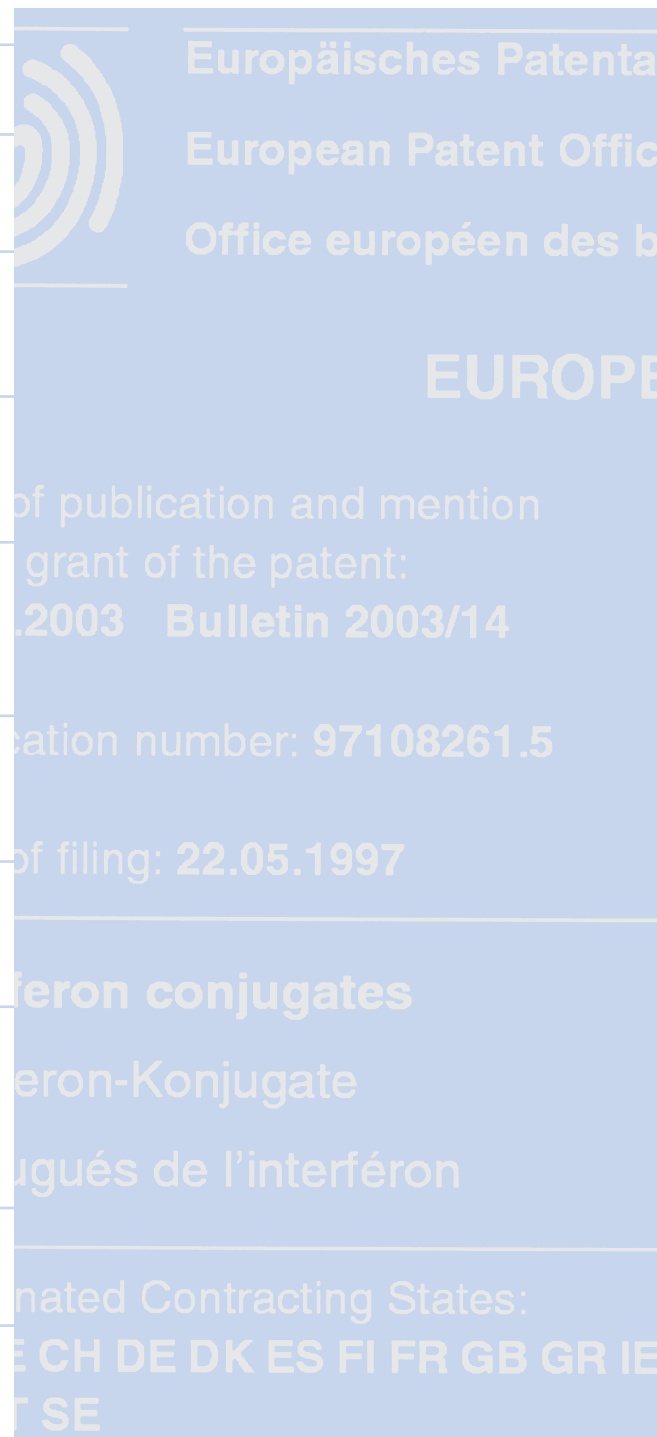 Europäisches Patenta
European Patent Offic
Office européen des b
EUROPE
of publication and mention
grant of the patent:
.2003 Bulletin 2003/14
cation number: 97108261.5
of filing: 22.05.1997
feron conjugates
eron-Konjugate
ugués de l'interféron
nated Contracting States:
E CH DE DK ES FI FR GB GR IE
T SE